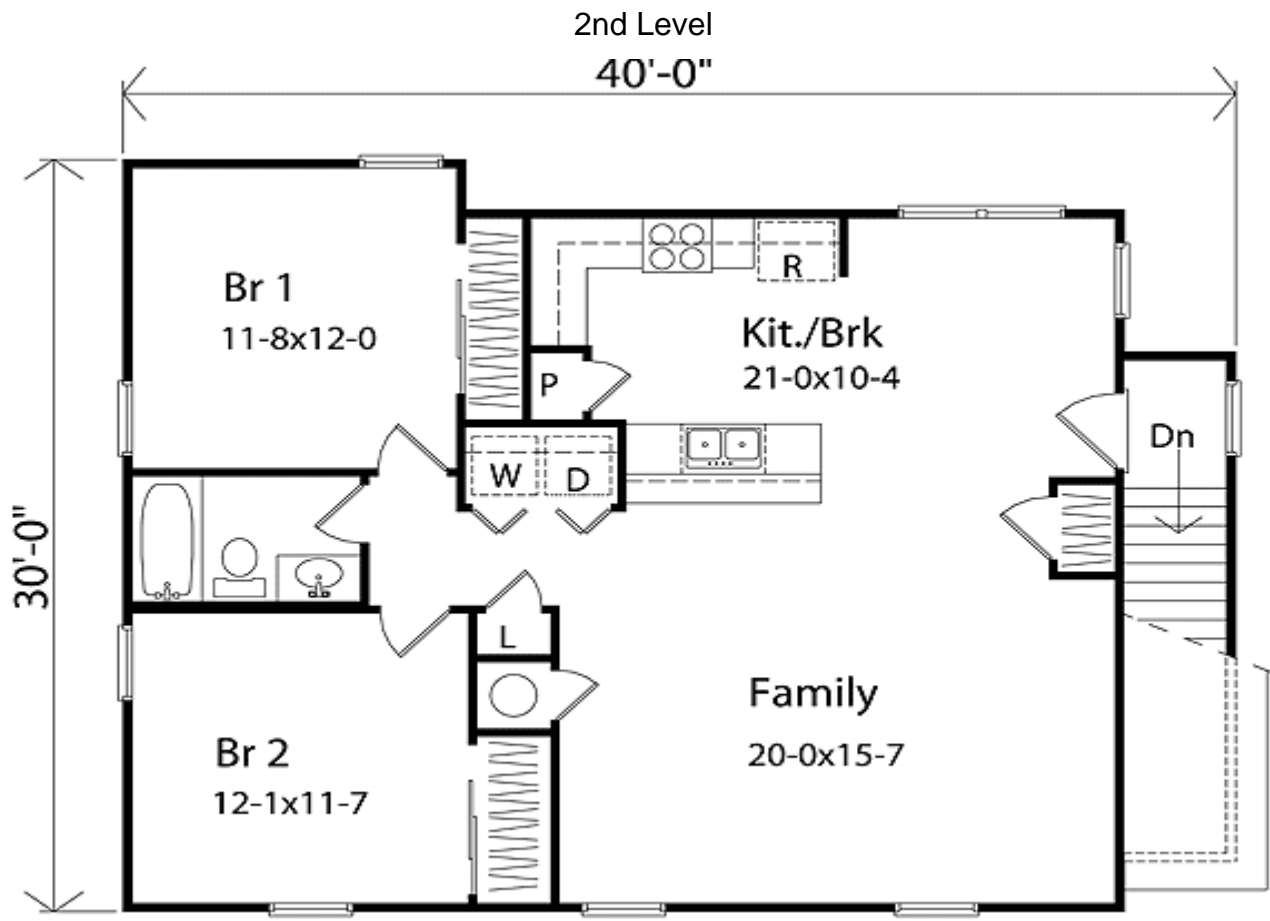 2nd Level
40'-0"
30'-0"
Br 1
11-8x12-0
R
Kit./Brk
21-0x10-4
P
W
D
Dn
L
Family
20-0x15-7
Br 2
12-1x11-7